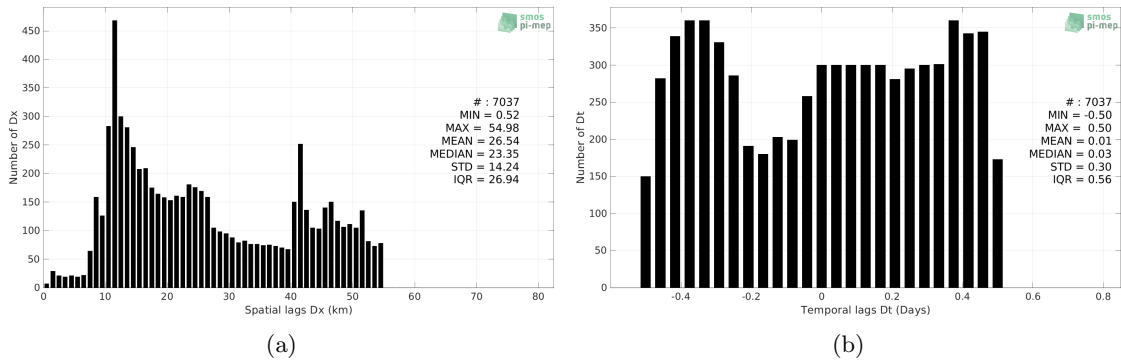 smos
pi-mep
450
400
350
300
250
200
150
100
50
0
Number of Dx
# : 7037
MIN = 0.52
MAX = 54.98
MEAN = 26.54
MEDIAN = 23.35
STD = 14.24
IQR = 26.94
0 10 20 30 40 50 60 70 80
Spatial lags Dx (km)
(a)
smos
pi-mep
350
300
250
200
150
100
50
0
Number of Dt
# : 7037
MIN = -0.50
MAX = 0.50
MEAN = 0.01
MEDIAN = 0.03
STD = 0.30
IQR = 0.56
-0.4 -0.2 0 0.2 0.4 0.6 0.8
Temporal lags Dt (Days)
(b)